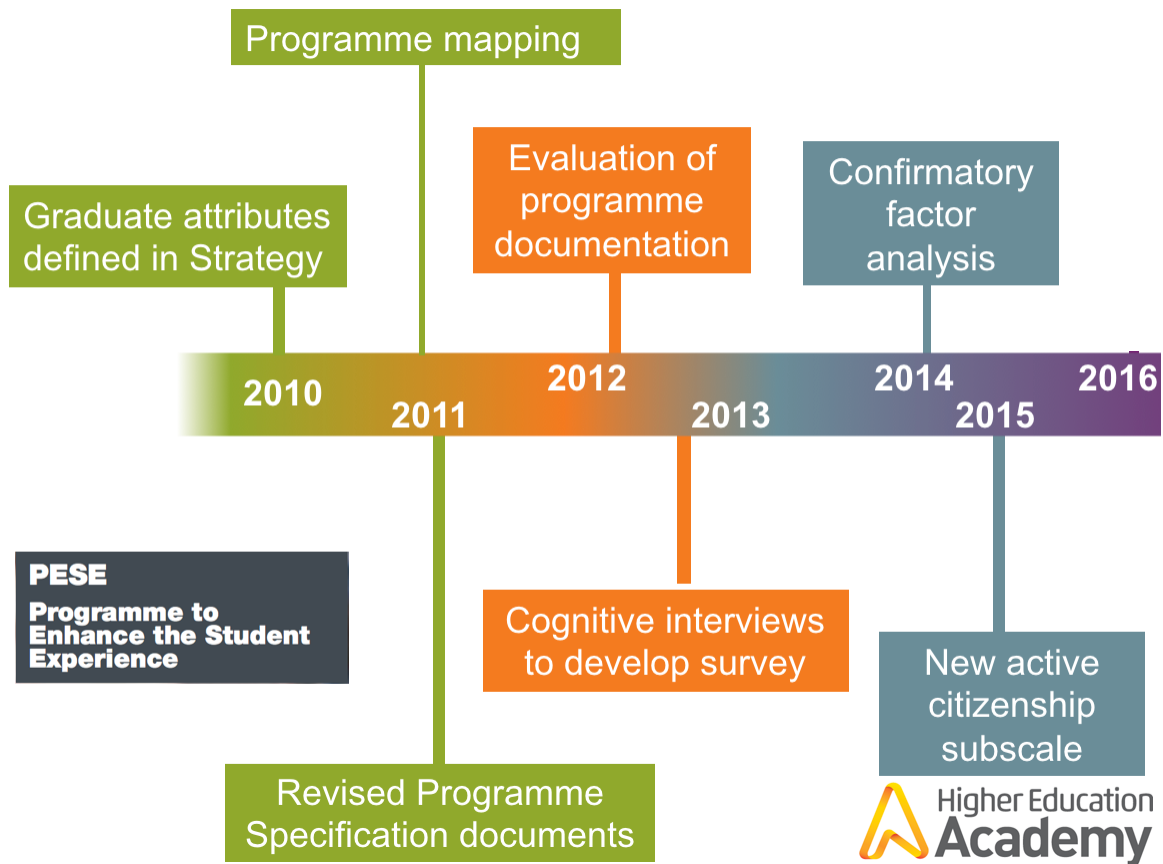 Programme mapping
Evaluation of
programme
documentation
Confirmatory
factor
analysis
Graduate attributes
defined in Strategy
2010
2011
2012
2013
2014
2015
2016
PESE
Programme to
Enhance the Student
Experience
Cognitive interviews
to develop survey
New active
citizenship
subscale
Revised Programme
Specification documents
Higher Education
Academy